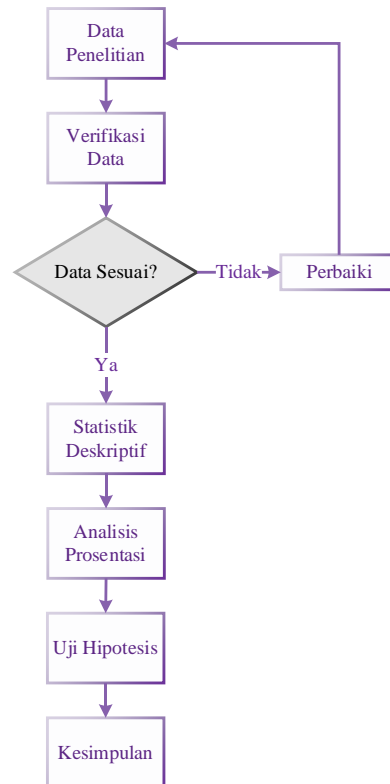 Data
Penelitian
Verifikasi
Data
Data Sesuai?
Tidak
Perbaiki
Ya
Statistik
Deskriptif
Analisis
Prosentasi
Uji Hipotesis
Kesimpulan